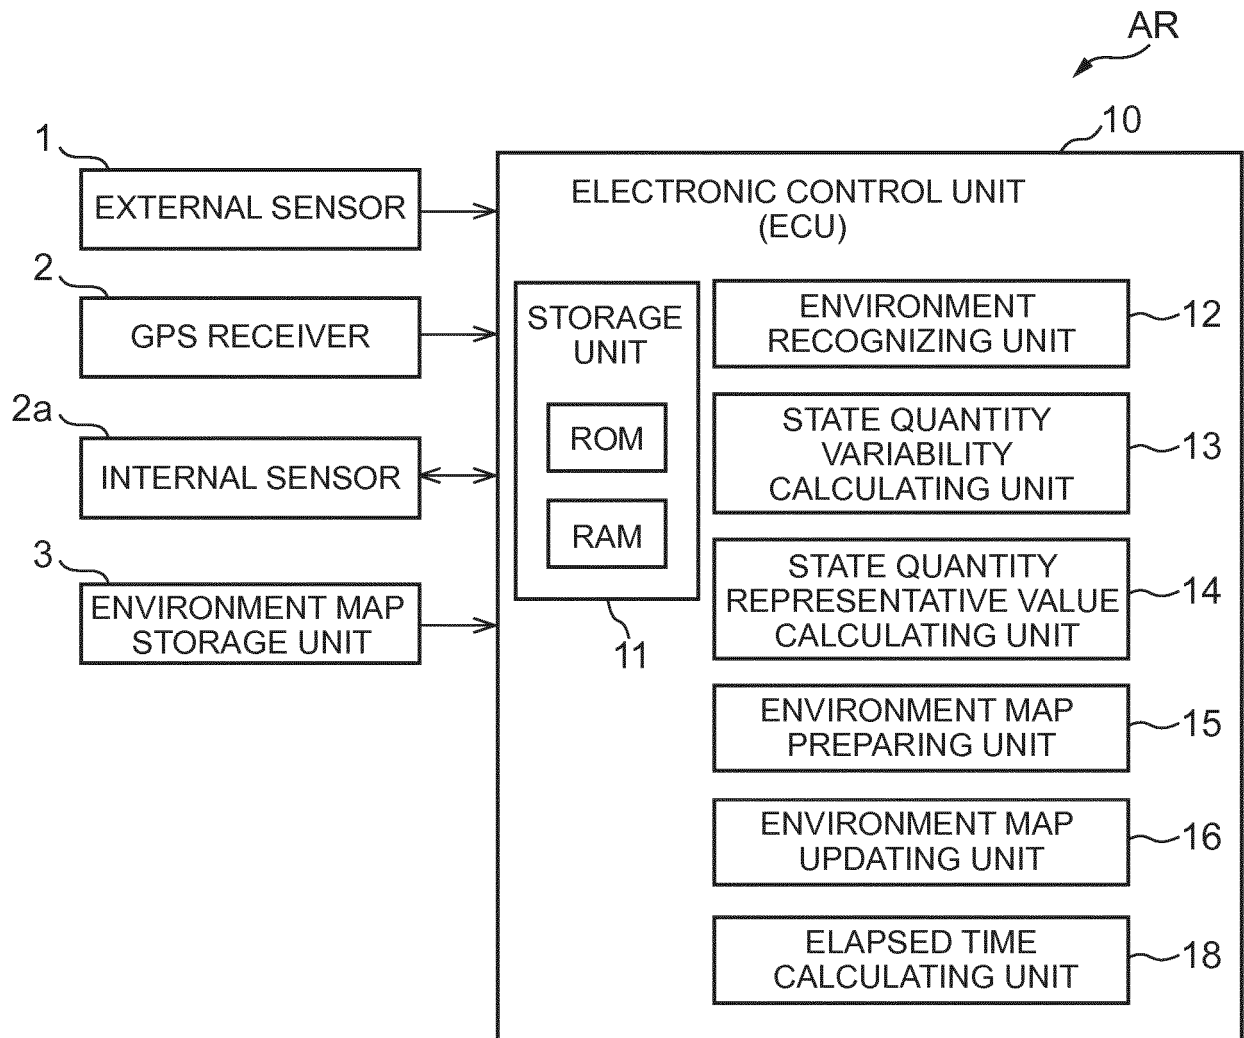 AR
10
1
EXTERNAL SENSOR
2
GPS RECEIVER
2a
INTERNAL SENSOR
3
ENVIRONMENT MAP
STORAGE UNIT
ELECTRONIC CONTROL UNIT
(ECU)
STORAGE
UNIT
ROM
RAM
11
ENVIRONMENT
RECOGNIZING UNIT
12
STATE QUANTITY
VARIABILITY
CALCULATING UNIT
13
STATE QUANTITY
REPRESENTATIVE VALUE
CALCULATING UNIT
14
ENVIRONMENT MAP
PREPARING UNIT
15
ENVIRONMENT MAP
UPDATING UNIT
16
ELAPSED TIME
CALCULATING UNIT
18